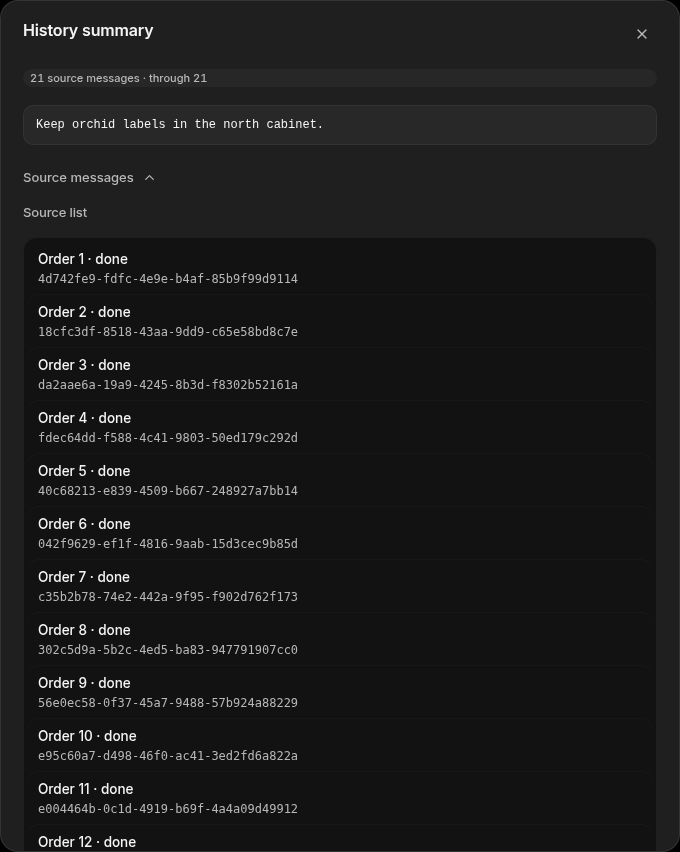 History summary
21 source messages · through 21
Keep orchid labels in the north cabinet.
Source messages
Source list
Order 1 · done
4d742fe9-fdfc-4e9e-b4af-85b9f99d9114
Order 2 · done
18cfc3df-8518-43aa-9dd9-c65e58bd8c7e
Order 3 · done
da2aae6a-19a9-4245-8b3d-f8302b52161a
Order 4 · done
fdec64dd-f588-4c41-9803-50ed179c292d
Order 5 · done
40c68213-e839-4509-b667-248927a7bb14
Order 6 · done
042f9629-ef1f-4816-9aab-15d3cec9b85d
Order 7 · done
c35b2b78-74e2-442a-9f95-f902d762f173
Order 8 · done
302c5d9a-5b2c-4ed5-ba83-947791907cc0
Order 9 · done
56e0ec58-0f37-45a7-9488-57b924a88229
Order 10 · done
e95c60a7-d498-46f0-ac41-3ed2fd6a822a
Order 11 · done
e004464b-0c1d-4919-b69f-4a4a09d49912
Order 12 · done